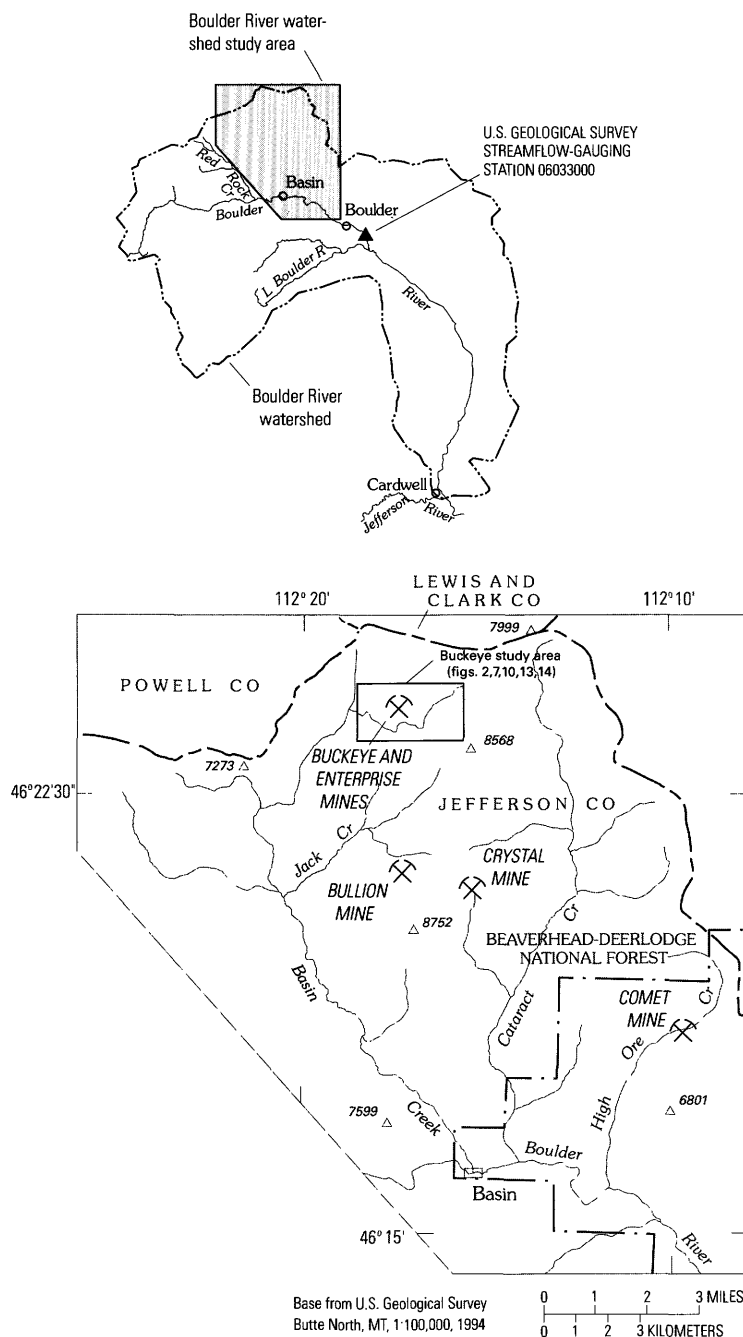 Boulder River water-
shed study area
U.S. GEOLOGICAL SURVEY
STREAMFLOW-GAUGING
STATION 06033000
Red Rock Cr
Basin
Boulder
Boulder
L Boulder R
River
Boulder River
watershed
Cardwell
Jefferson River
LEWIS AND
CLARK CO
112° 20'
112° 10'
7999
Buckeye study area
(figs. 2,7,10,13,14)
POWELL CO
8568
7273
BUCKEYE AND
ENTERPRISE
MINES
46° 22'30"
JEFFERSON CO
Jack Cr
CRYSTAL
MINE
BULLION
MINE
Cr
8752
BEAVERHEAD-DEERLODGE
NATIONAL FOREST
Basin
Cataract
COMET
MINE
Cr
Ore
High
7599
Creek
6801
Boulder
Basin
46° 15'
River
Base from U.S. Geological Survey
Butte North, MT, 1:100,000, 1994
0 1 2 3 MILES
0 1 2 3 KILOMETERS